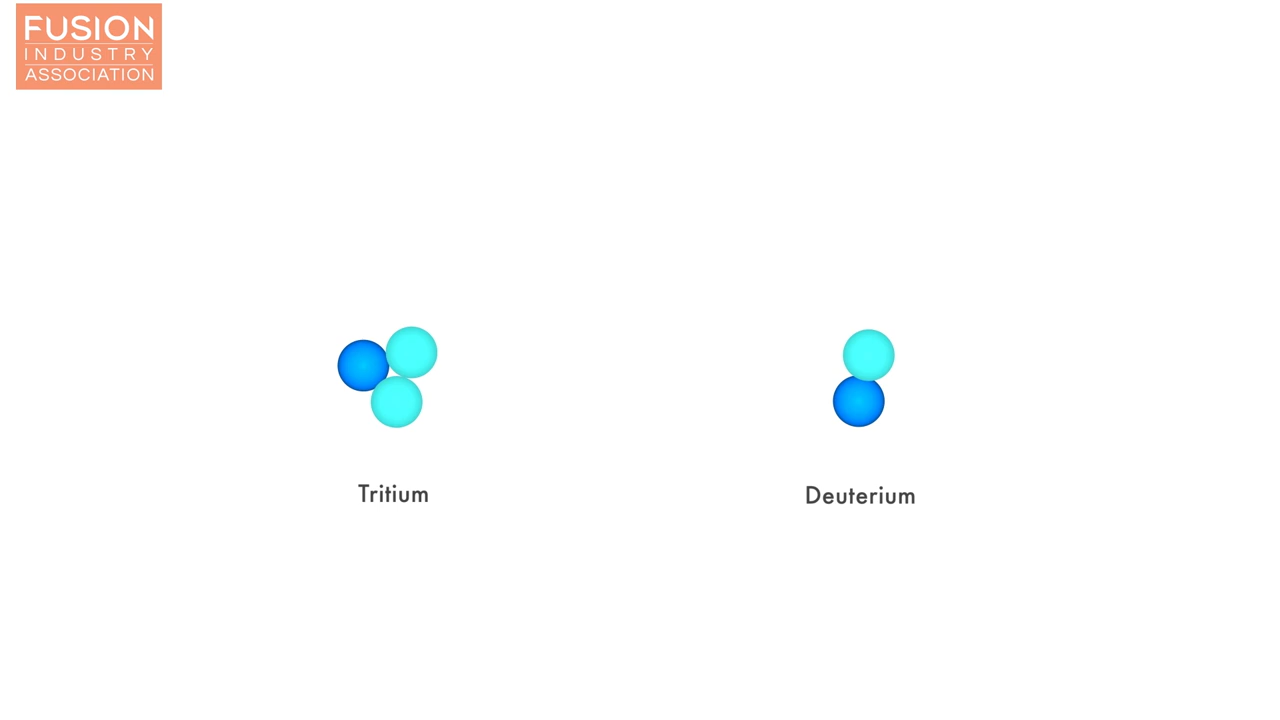 FUSION
INDUSTRY
ASSOCIATION
Tritium
Deuterium